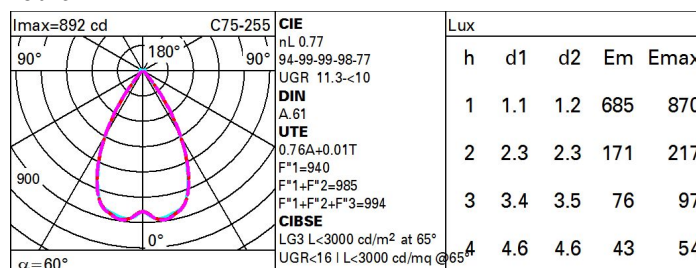 Imax=892 cd C75-255
90° 180° 90°
900
0°
α=60°
CIE
nL 0.77
94-99-99-98-77
UGR 11.3-<10
DIN
A.61
UTE
0.76A+0.01T
F"1=940
F"1+F"2=985
F"1+F"2+F"3=994
CIBSE
LG3 L<3000 cd/m² at 65°
UGR<16 | L<3000 cd/mq @65°
Lux
h d1 d2 Em Emax
1 1.1 1.2 685 870
2 2.3 2.3 171 217
3 3.4 3.5 76 97
4 4.6 4.6 43 54